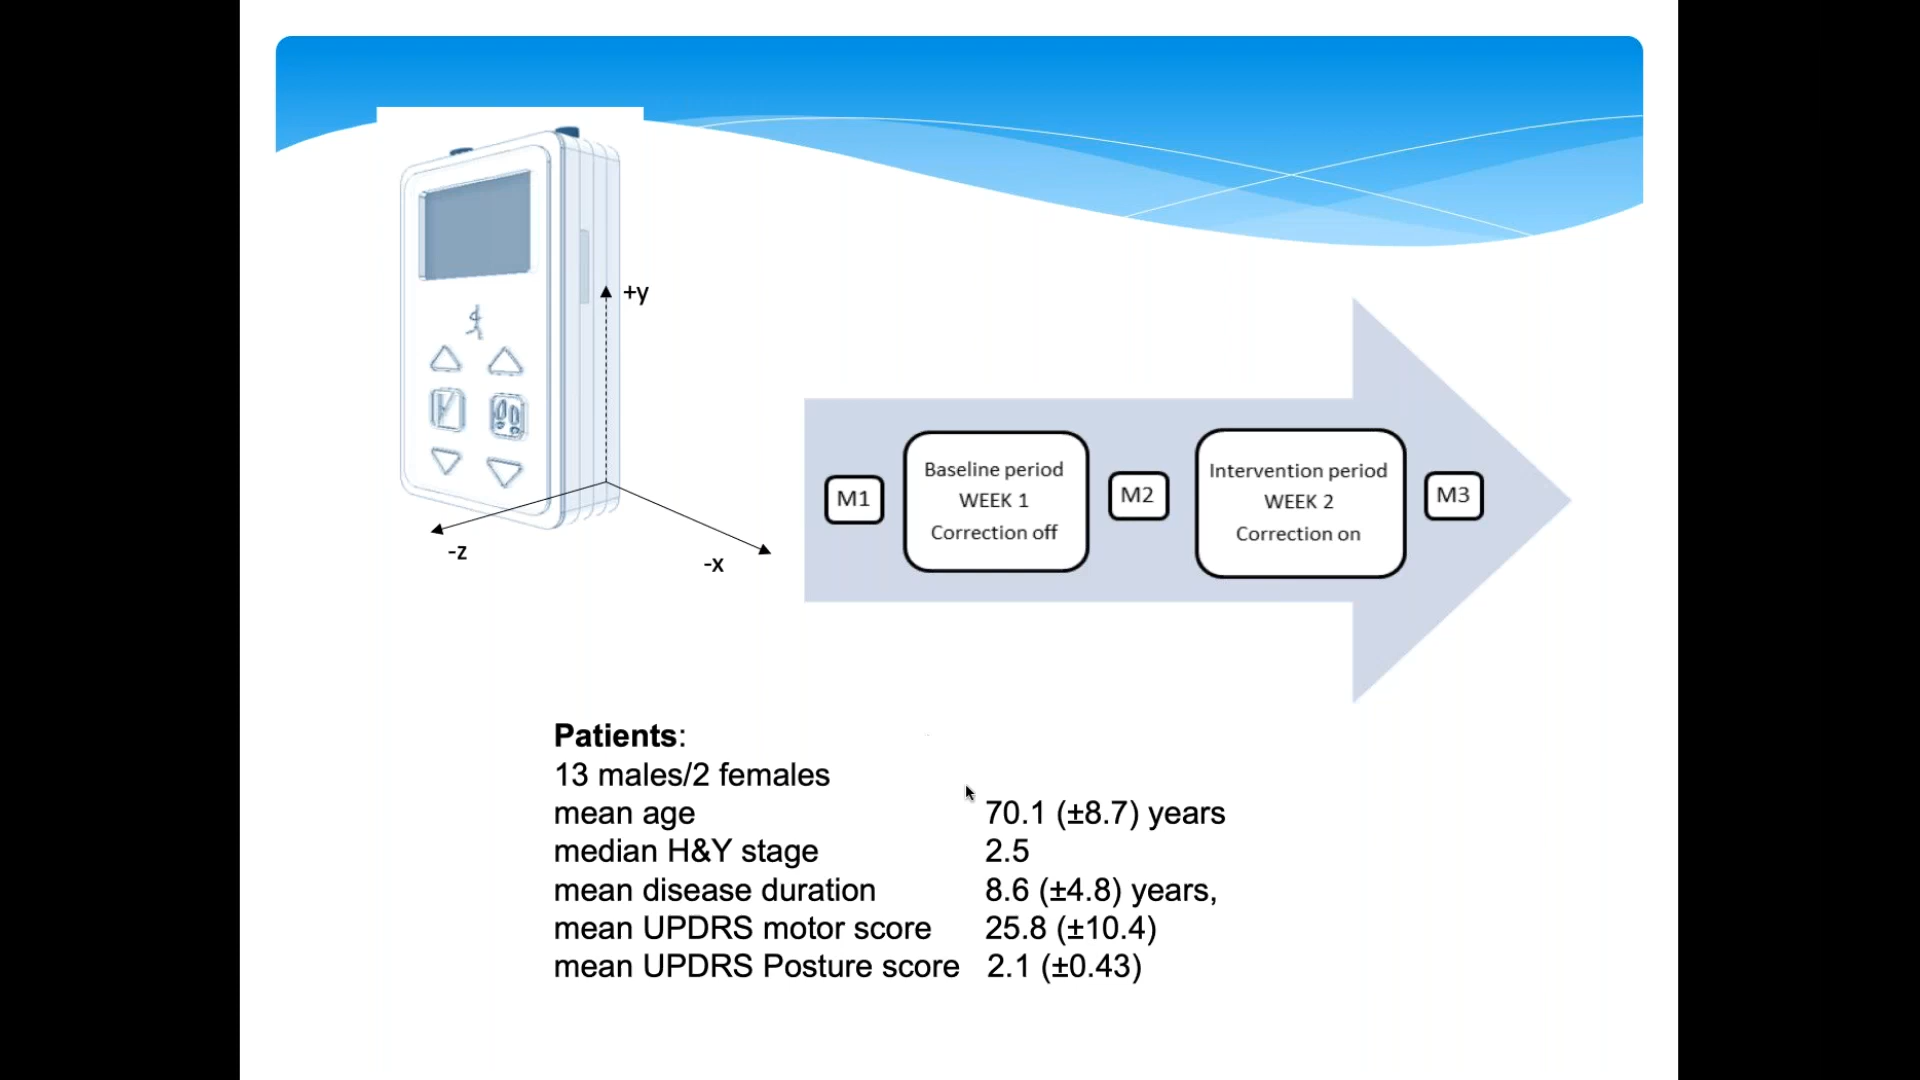 +y
-z
-x
M1
Baseline period
WEEK 1
Correction off
M2
Intervention period
WEEK 2
Correction on
M3
Patients:
13 males/2 females
mean age 70.1 (±8.7) years
median H&Y stage 2.5
mean disease duration 8.6 (±4.8) years,
mean UPDRS motor score 25.8 (±10.4)
mean UPDRS Posture score 2.1 (±0.43)